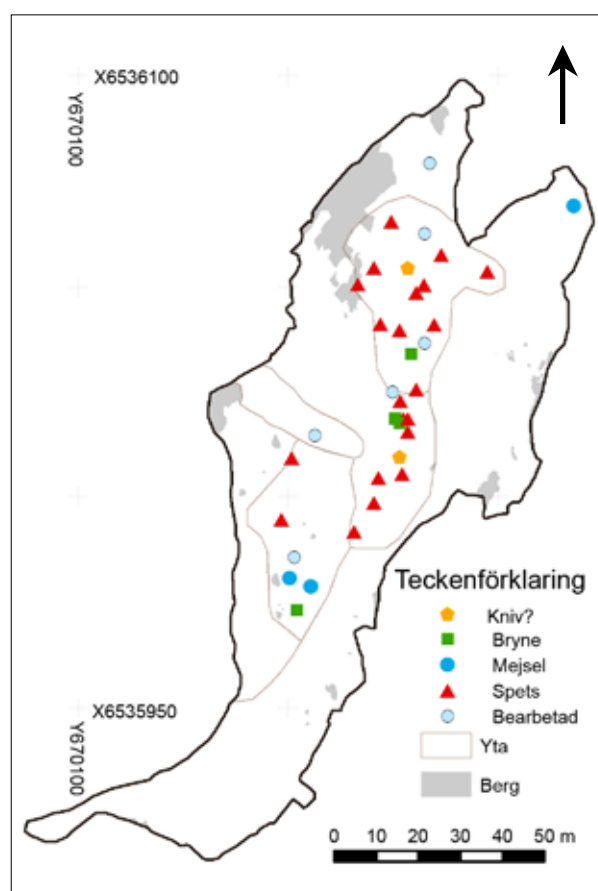 X6536100
Y670100
Teckenförklaring
Kniv?
Bryne
Mejsel
Spets
Bearbetad
Yta
Berg
X6535950
Y670100
0 10 20 30 40 50 m